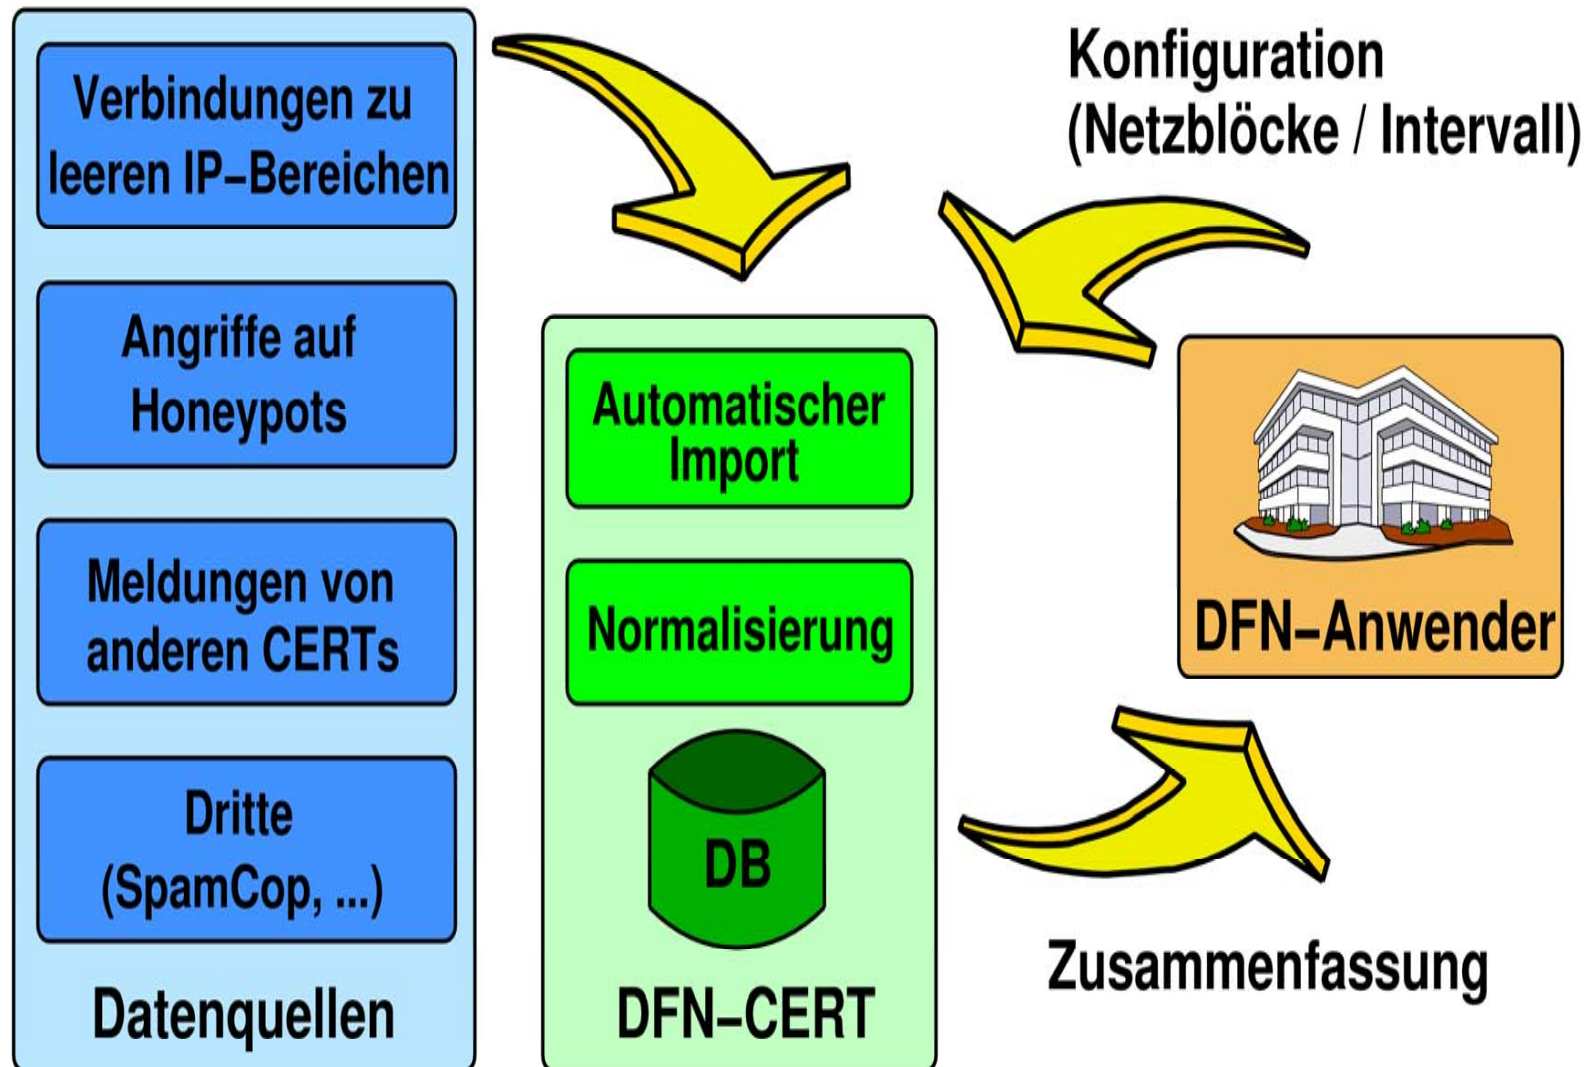 Verbindungen zu
leeren IP–Bereichen
Angriffe auf
Honeypots
Meldungen von
anderen CERTs
Dritte
(SpamCop, ...)
Datenquellen
Automatischer
Import
Normalisierung
DB
DFN–CERT
Konfiguration
(Netzblöcke / Intervall)
DFN–Anwender
Zusammenfassung